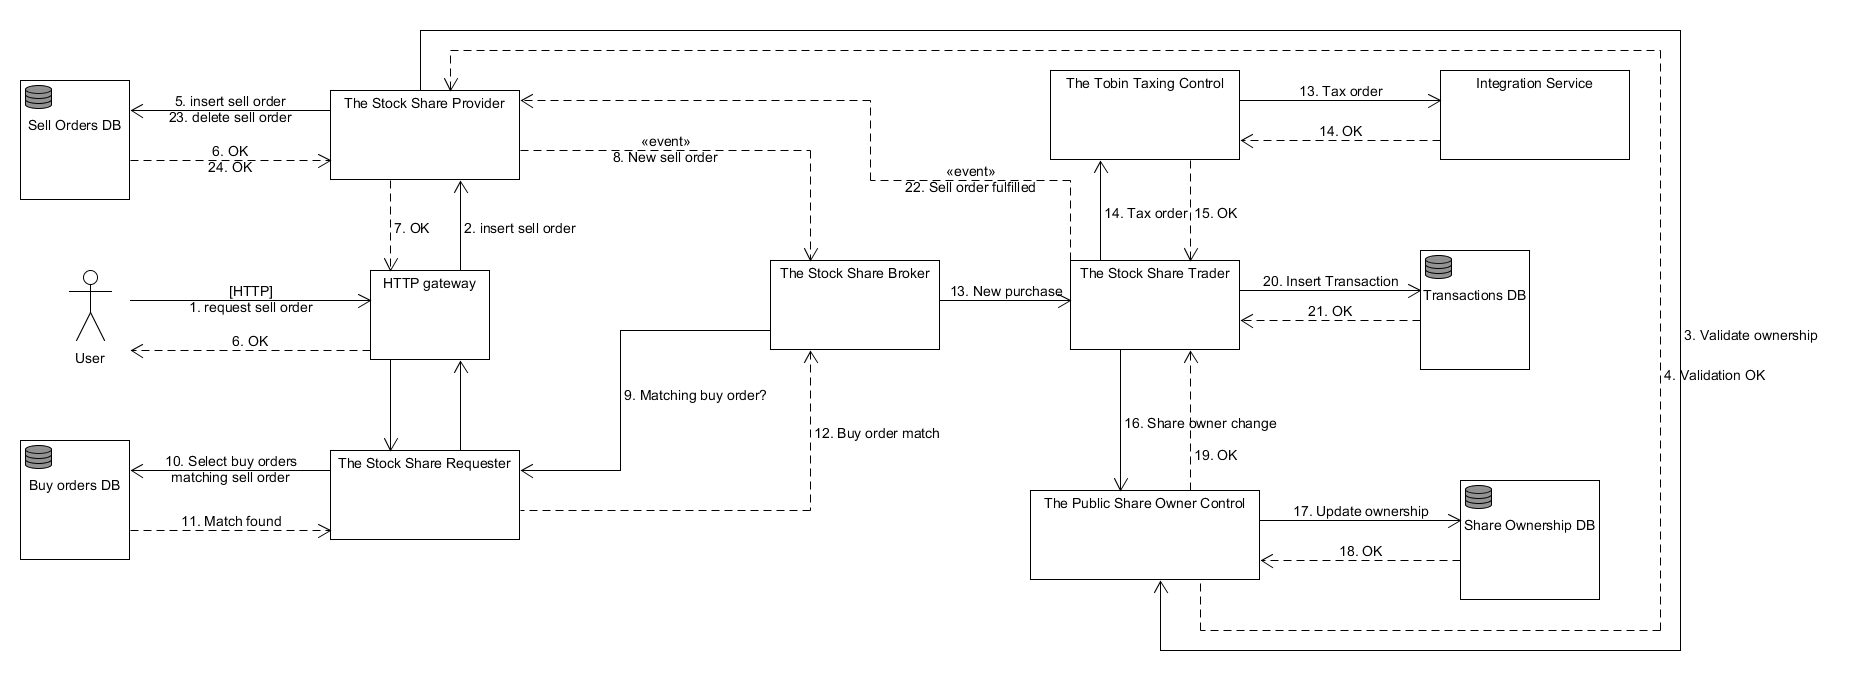 The Tobin Taxing Control
13. Tax order
Integration Service
14. OK
Sell Orders DB
5. insert sell order
23. delete sell order
6. OK
24. OK
The Stock Share Provider
«event»
8. New sell order
«event»
22. Sell order fulfilled
7. OK
2. insert sell order
14. Tax order
15. OK
User
[HTTP]
1. request sell order
6. OK
HTTP gateway
The Stock Share Broker
13. New purchase
The Stock Share Trader
20. Insert Transaction
21. OK
Transactions DB
3. Validate ownership
4. Validation OK
9. Matching buy order?
12. Buy order match
16. Share owner change
19. OK
Buy orders DB
10. Select buy orders
matching sell order
11. Match found
The Stock Share Requester
The Public Share Owner Control
17. Update ownership
18. OK
Share Ownership DB